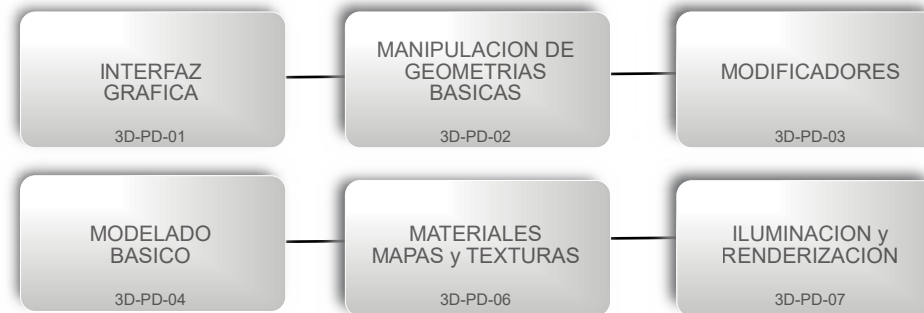 INTERFAZ
GRAFICA
3D-PD-01
MANIPULACION DE
GEOMETRIAS
BASICAS
3D-PD-02
MODIFICADORES
3D-PD-03
MODELADO
BASICO
3D-PD-04
MATERIALES
MAPAS y TEXTURAS
3D-PD-06
ILUMINACION y
RENDERIZACION
3D-PD-07